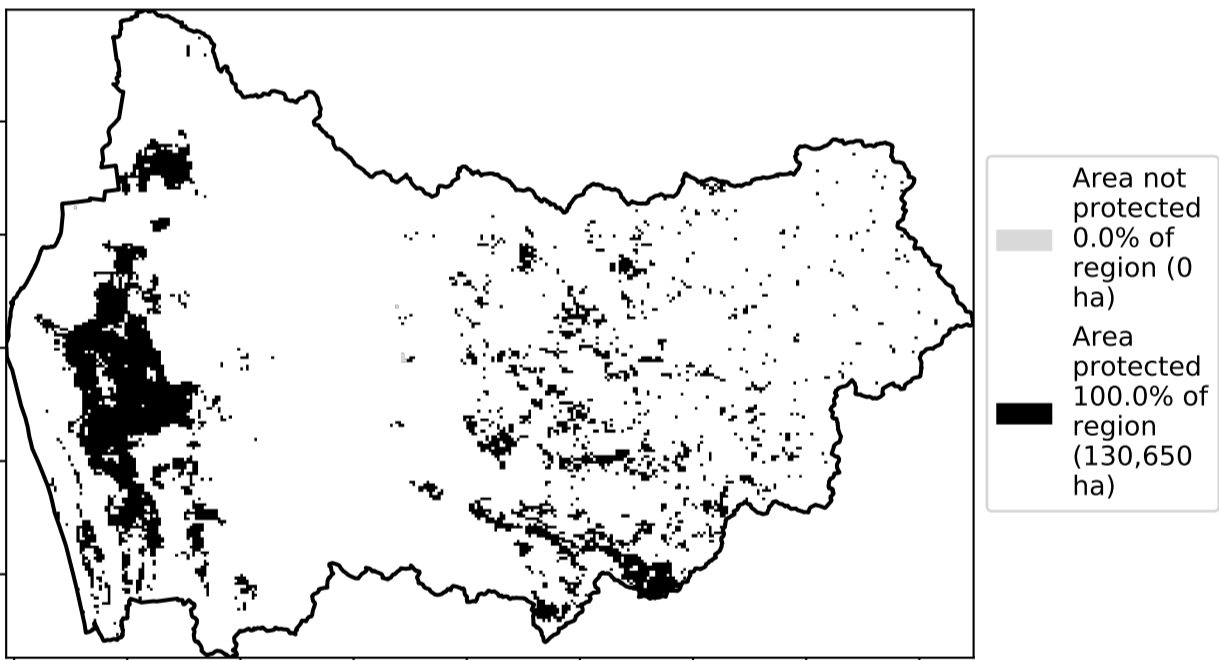 Area not
protected
0.0% of
region (0
ha)
Area
protected
100.0% of
region
(130,650
ha)